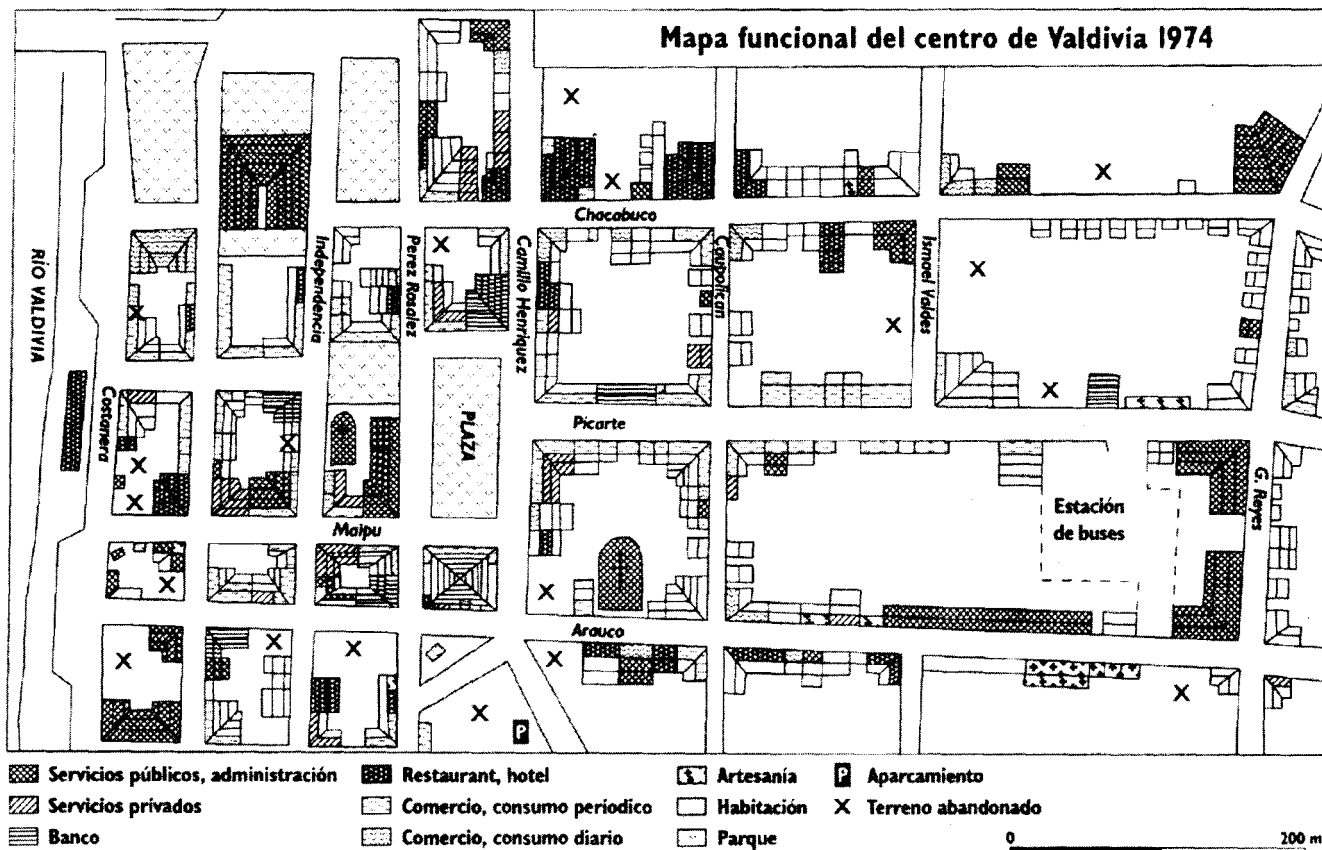 Mapa funcional del centro de Valdivia 1974
RÍO VALDIVIA
Costanera
Independencia
Perez Rosalez
Camillo Henriquez
Caupolican
Ismael Valdes
G. Reyes
Chacabuco
Picarte
PLAZA
Maipu
Arauco
Estación
de buses
P
Servicios públicos, administración
Servicios privados
Banco
Restaurant, hotel
Comercio, consumo períodico
Comercio, consumo diario
Artesanía
Habitación
Parque
P Aparcamiento
X Terreno abandonado
0 200 m